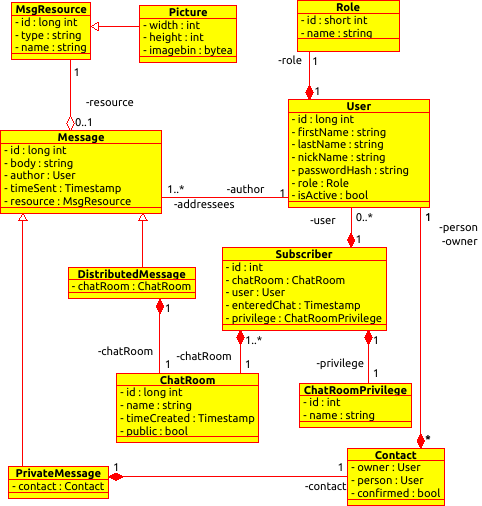 MsgResource
- id : long int
- type : string
- name : string
Picture
- width : int
- height : int
- imagebin : bytea
Role
- id : short int
- name : string
1
-resource
0..1
1
-role
1
Message
- id : long int
- body : string
- author : User
- timeSent : Timestamp
- resource : MsgResource
1..*
-addressees
-author
1
User
- id : long int
- firstName : string
- lastName : string
- nickName : string
- passwordHash : string
- role : Role
- isActive : bool
-user
0..*
1
1
-person
-owner
Subscriber
- id : int
- chatRoom : ChatRoom
- user : User
- enteredChat : Timestamp
- privilege : ChatRoomPrivilege
DistributedMessage
- chatRoom : ChatRoom
1
-chatRoom
1
1..*
-chatRoom
1
1
-privilege
1
ChatRoom
- id : long int
- name : string
- timeCreated : Timestamp
- public : bool
ChatRoomPrivilege
- id : int
- name : string
*
PrivateMessage
- contact : Contact
1
1
-contact
Contact
- owner : User
- person : User
- confirmed : bool